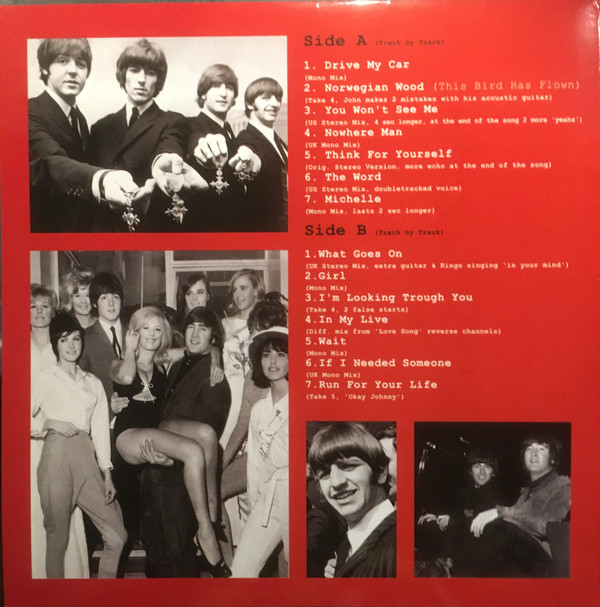 Side A (Track by Track)
1. Drive My Car
(Mono Mix)
2. Norwegian Wood (This Bird Has Flown)
(Take 4, John makes 2 mistakes with his acoustic guitar)
3. You Won't See Me
(US Stereo Mix, 4 sec longer, at the end of the song 2 more 'yeahs')
4. Nowhere Man
(UK Mono Mix)
5. Think For Yourself
(Orig. Stereo Version, more echo at the end of the song)
6. The Word
(US Stereo Mix, doubletracked voice)
7. Michelle
(Mono Mix, lasts 2 sec longer)
Side B (Track by Track)
1.What Goes On
(UK Stereo Mix, extra guitar & Ringo singing 'in your mind')
2.Girl
(UK Mono Mix)
3.I'm Looking Trough You
(Take 4, 2 false starts)
4.In My Live
(Diff. mix from 'Love Song' reverse channels)
5.Wait
(Mono Mix)
6.If I Needed Someone
(UK Mono Mix)
7.Run For Your Life
(Take 5, 'Okay Johnny')